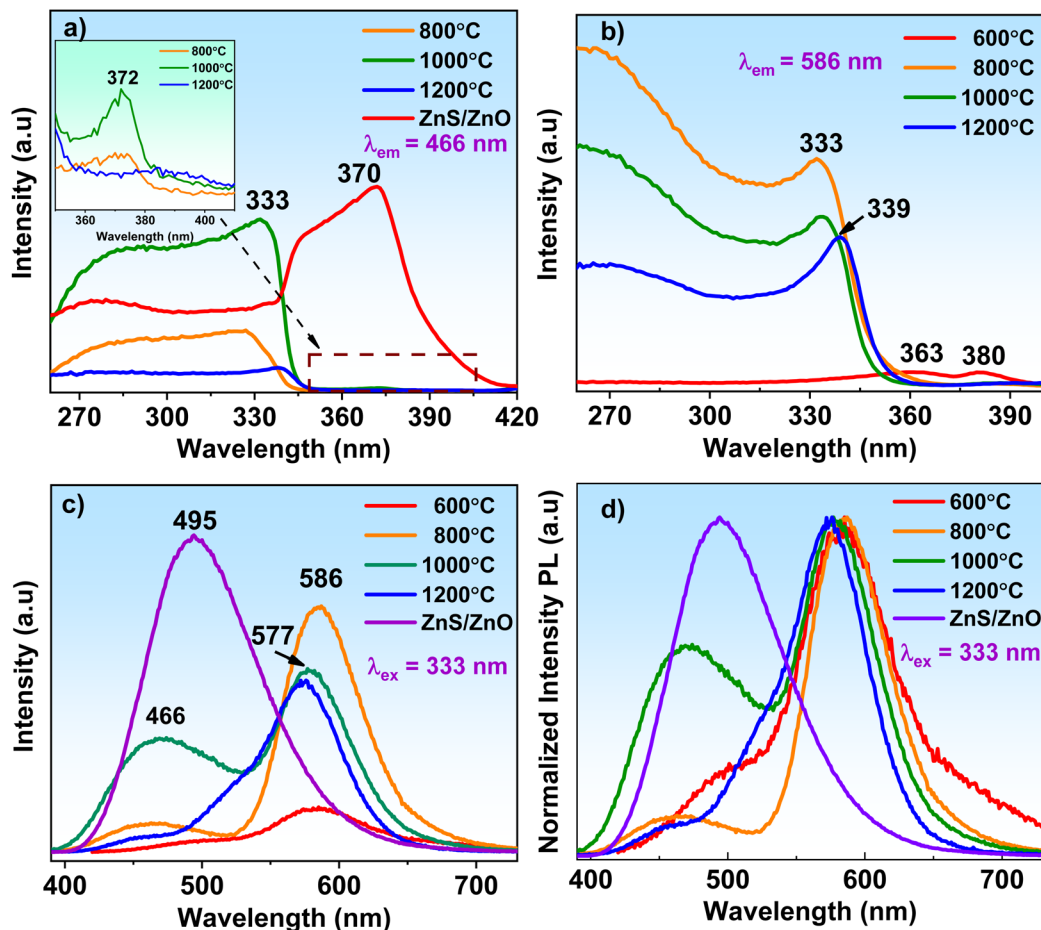 a)
800°C
1000°C
1200°C
ZnS/ZnO
λem = 466 nm
372
800°C
1000°C
1200°C
360 380 400
Wavelength (nm)
333
370
Intensity (a.u)
270 300 330 360 390 420
Wavelength (nm)
b)
λem = 586 nm
600°C
800°C
1000°C
1200°C
333
339
363
380
Intensity (a.u)
270 300 330 360 390
Wavelength (nm)
c)
600°C
800°C
1000°C
1200°C
ZnS/ZnO
λex = 333 nm
495
586
577
466
Intensity (a.u)
400 500 600 700
Wavelength (nm)
d)
600°C
800°C
1000°C
1200°C
ZnS/ZnO
λex = 333 nm
Normalized Intensity PL (a.u)
400 500 600 700
Wavelength (nm)